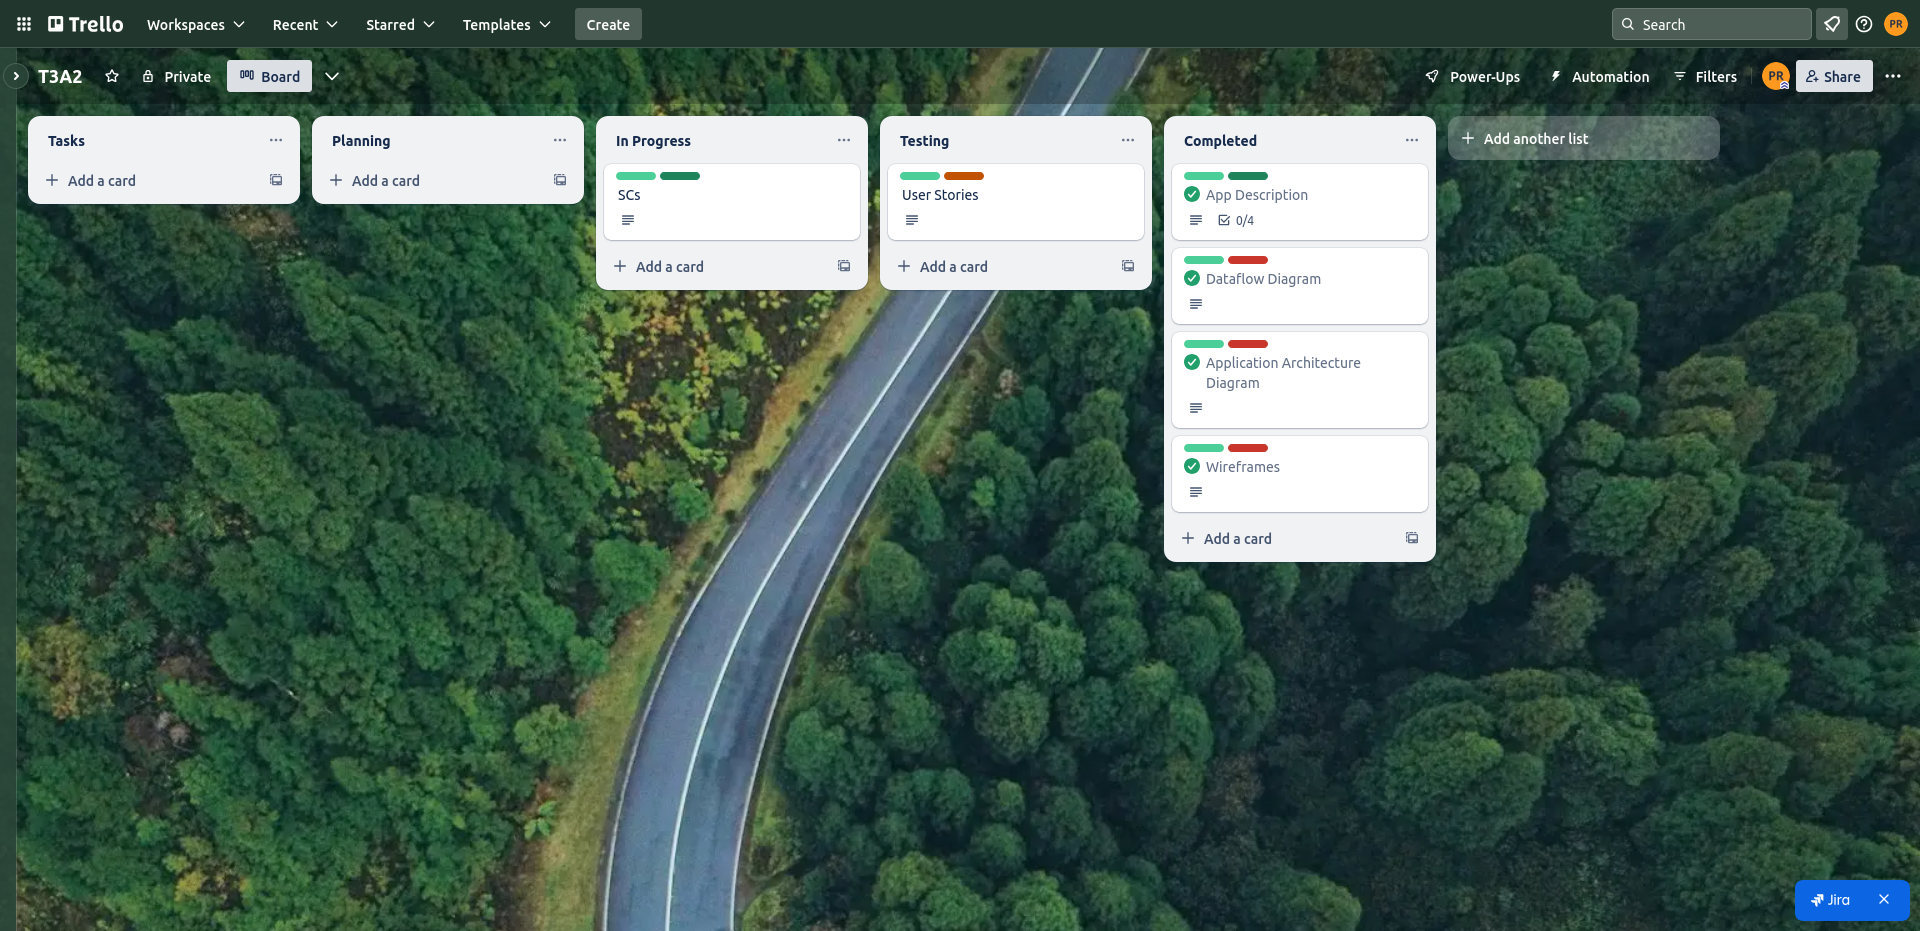 Trello
Workspaces
Recent
Starred
Templates
Create
Search
PR
T3A2
Private
Board
Power-Ups
Automation
Filters
PR
Share
Tasks
Add a card
Planning
Add a card
In Progress
SCs
Add a card
Testing
User Stories
Add a card
Completed
App Description
0/4
Dataflow Diagram
Application Architecture
Diagram
Wireframes
Add a card
Add another list
Jira